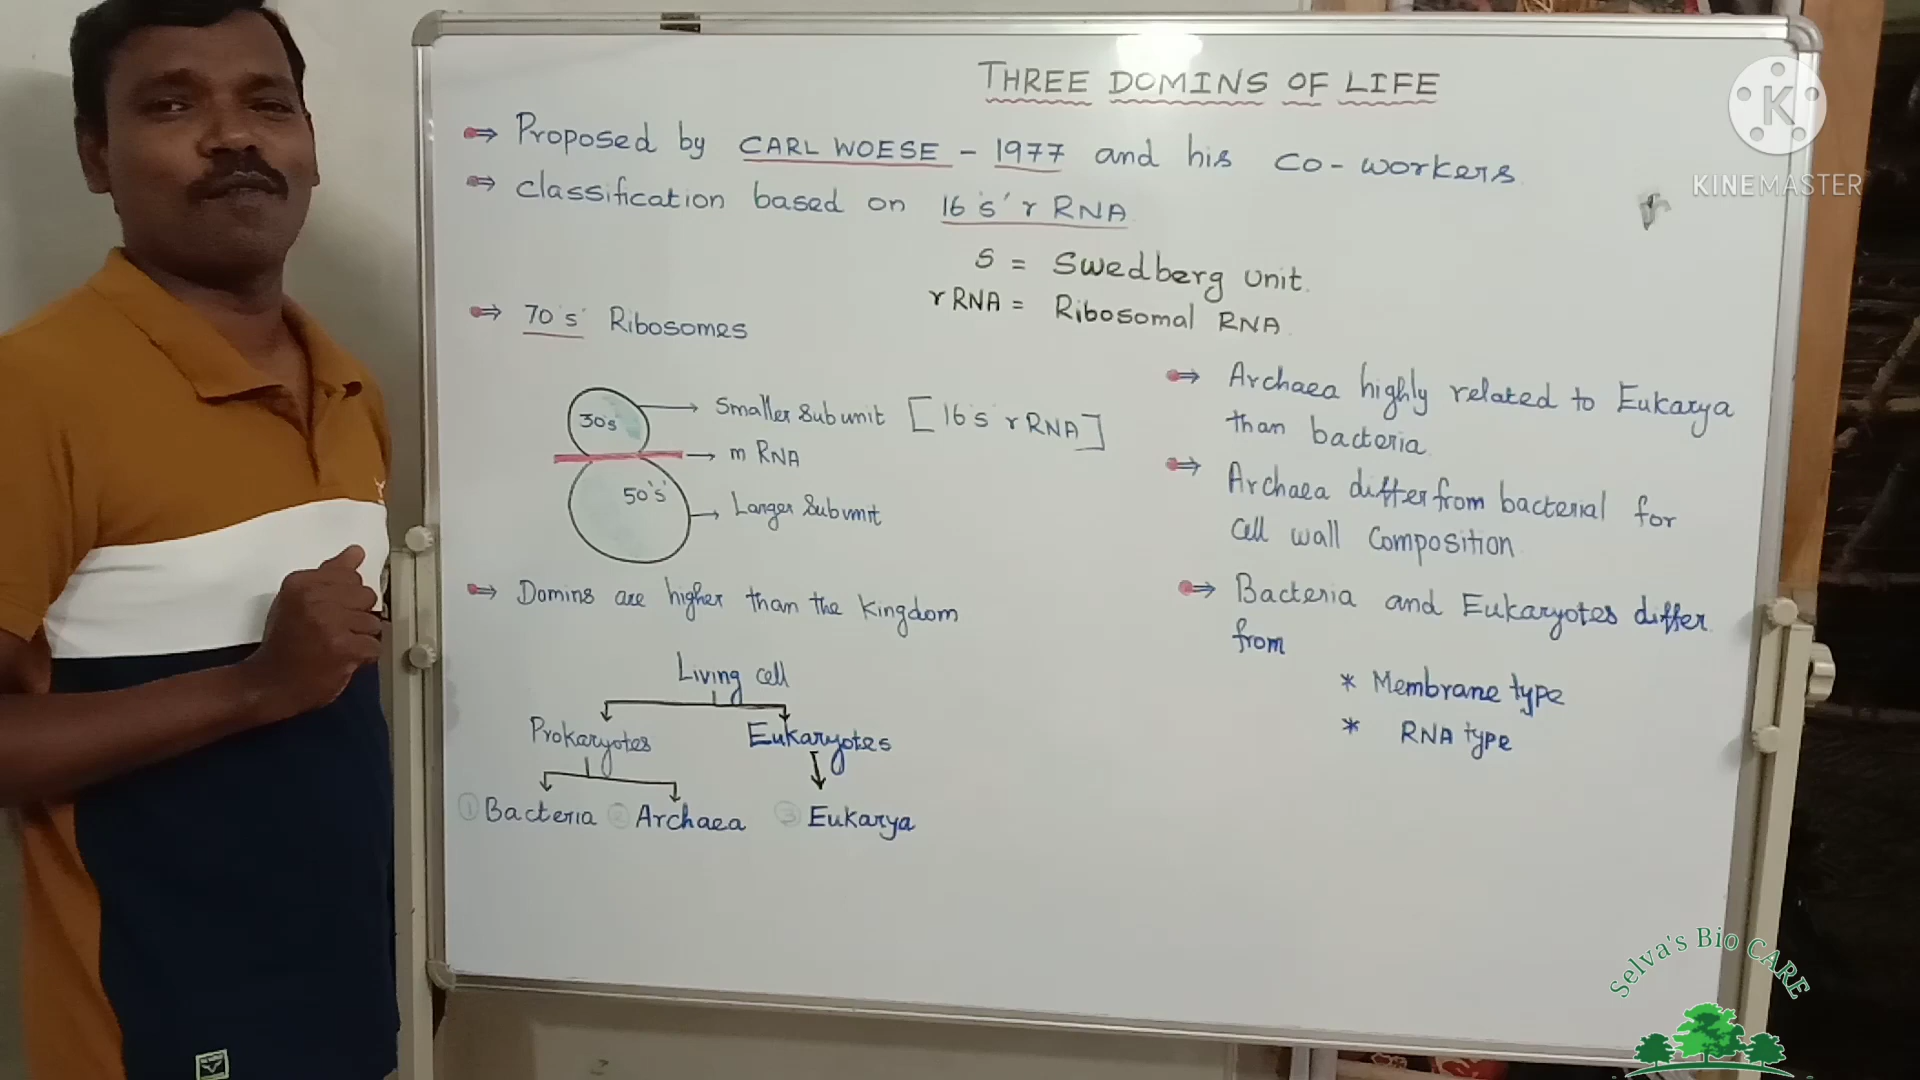 THREE DOMINS OF LIFE
Proposed by CARL WOESE - 1977 and his co-workers
classification based on 16's' r RNA
S = Swedberg unit.
r RNA = Ribosomal RNA
70's' Ribosomes
30s'
Smaller Subunit [16's r RNA]
m RNA
50's'
Larger Subunit
Domins are higher than the Kingdom
Living cell
Prokaryotes Eukaryotes
① Bacteria ② Archaea ③ Eukarya
Archaea highly related to Eukarya
than bacteria.
Archaea differ from bacterial for
Cell wall Composition
Bacteria and Eukaryotes differ
from
* Membrane type
* RNA type
K
KINEMASTER
Selva's Bio CARE